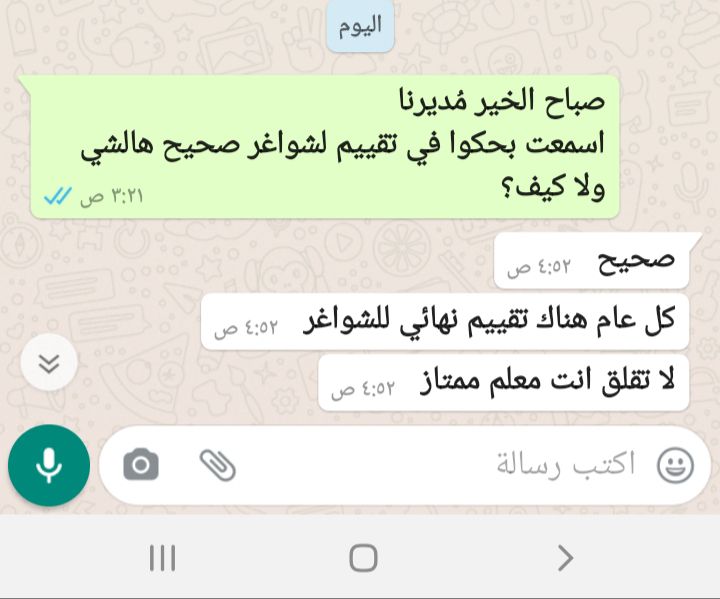 اليوم
صباح الخير مُديرنا
اسمعت بحكوا في تقييم لشواغر صحيح هالشي
ولا كيف؟
٣:٢١ ص
صحيح ٤:٥٢ ص
كل عام هناك تقييم نهائي للشواغر ٤:٥٢ ص
لا تقلق انت معلم ممتاز ٤:٥٢ ص
اكتب رسالة